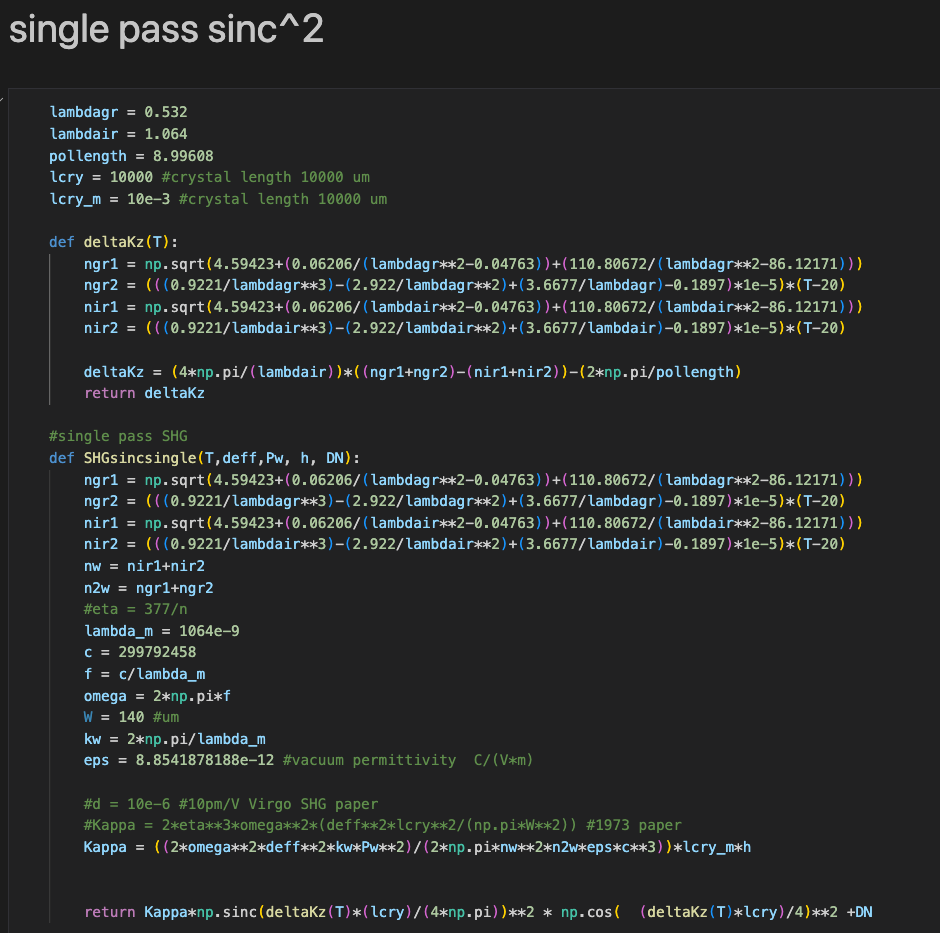 single pass sinc^2
lambdagr = 0.532
lambdair = 1.064
pollength = 8.99608
lcry = 10000 #crystal length 10000 um
lcry_m = 10e-3 #crystal length 10000 um
def deltaKz(T):
ngr1 = np.sqrt(4.59423+(0.06206/(lambdagr**2-0.04763))+(110.80672/(lambdagr**2-86.12171)))
ngr2 = (((0.9221/lambdagr**3)-(2.922/lambdagr**2)+(3.6677/lambdagr)-0.1897)*1e-5)*(T-20)
nir1 = np.sqrt(4.59423+(0.06206/(lambdair**2-0.04763))+(110.80672/(lambdair**2-86.12171)))
nir2 = (((0.9221/lambdair**3)-(2.922/lambdair**2)+(3.6677/lambdair)-0.1897)*1e-5)*(T-20)
deltaKz = (4*np.pi/(lambdair))*((ngr1+ngr2)-(nir1+nir2))-(2*np.pi/pollength)
return deltaKz
#single pass SHG
def SHGsincsingle(T,deff,Pw, h, DN):
ngr1 = np.sqrt(4.59423+(0.06206/(lambdagr**2-0.04763))+(110.80672/(lambdagr**2-86.12171)))
ngr2 = (((0.9221/lambdagr**3)-(2.922/lambdagr**2)+(3.6677/lambdagr)-0.1897)*1e-5)*(T-20)
nir1 = np.sqrt(4.59423+(0.06206/(lambdair**2-0.04763))+(110.80672/(lambdair**2-86.12171)))
nir2 = (((0.9221/lambdair**3)-(2.922/lambdair**2)+(3.6677/lambdair)-0.1897)*1e-5)*(T-20)
nw = nir1+nir2
n2w = ngr1+ngr2
#eta = 377/n
lambda_m = 1064e-9
c = 299792458
f = c/lambda_m
omega = 2*np.pi*f
W = 140 #um
kw = 2*np.pi/lambda_m
eps = 8.8541878188e-12 #vacuum permittivity  C/(V*m)
#d = 10e-6 #10pm/V Virgo SHG paper
#Kappa = 2*eta**3*omega**2*(deff**2*lcry**2/(np.pi*W**2)) #1973 paper
Kappa = ((2*omega**2*deff**2*kw*Pw**2)/(2*np.pi*nw**2*n2w*eps*c**3))*lcry_m*h
return Kappa*np.sinc(deltaKz(T)*(lcry)/(4*np.pi))**2 * np.cos(  (deltaKz(T)*lcry)/4)**2 +DN